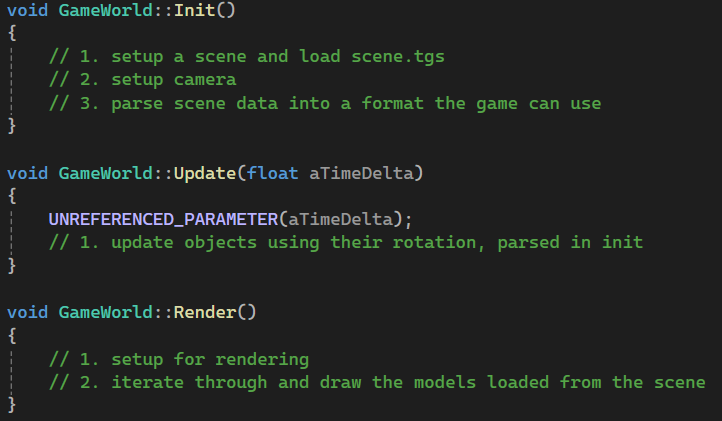 void GameWorld::Init()
{
    // 1. setup a scene and load scene.tgs
    // 2. setup camera
    // 3. parse scene data into a format the game can use
}

void GameWorld::Update(float aTimeDelta)
{
    UNREFERENCED_PARAMETER(aTimeDelta);
    // 1. update objects using their rotation, parsed in init
}

void GameWorld::Render()
{
    // 1. setup for rendering
    // 2. iterate through and draw the models loaded from the scene
}